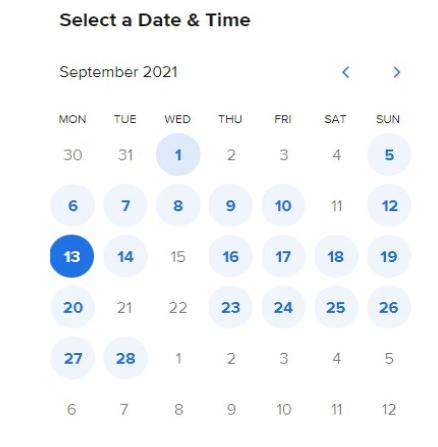 Select a Date & Time
September 2021
MON TUE WED THU FRI SAT SUN
30 31 1 2 3 4 5
6 7 8 9 10 11 12
13 14 15 16 17 18 19
20 21 22 23 24 25 26
27 28 1 2 3 4 5
6 7 8 9 10 11 12